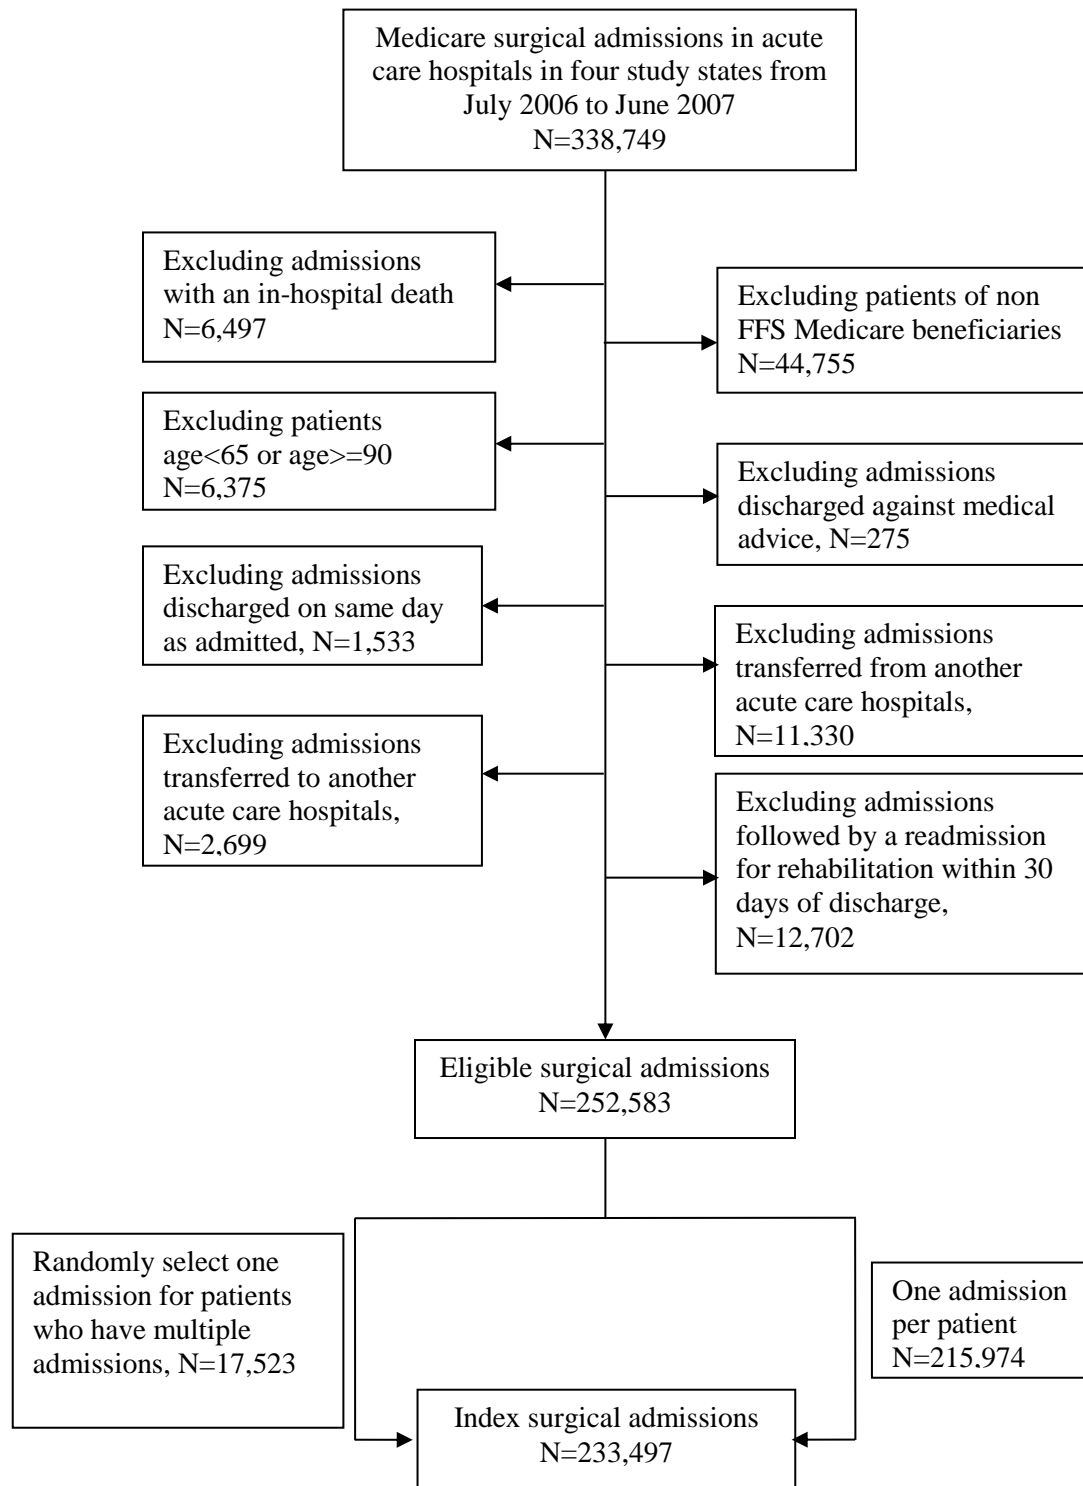 Medicare surgical admissions in acute
care hospitals in four study states from
July 2006 to June 2007
N=338,749
Excluding admissions
with an in-hospital death
N=6,497
Excluding patients of non
FFS Medicare beneficiaries
N=44,755
Excluding patients
age<65 or age>=90
N=6,375
Excluding admissions
discharged against medical
advice, N=275
Excluding admissions
discharged on same day
as admitted, N=1,533
Excluding admissions
transferred from another
acute care hospitals,
N=11,330
Excluding admissions
transferred to another
acute care hospitals,
N=2,699
Excluding admissions
followed by a readmission
for rehabilitation within 30
days of discharge,
N=12,702
Eligible surgical admissions
N=252,583
Randomly select one
admission for patients
who have multiple
admissions, N=17,523
One admission
per patient
N=215,974
Index surgical admissions
N=233,497